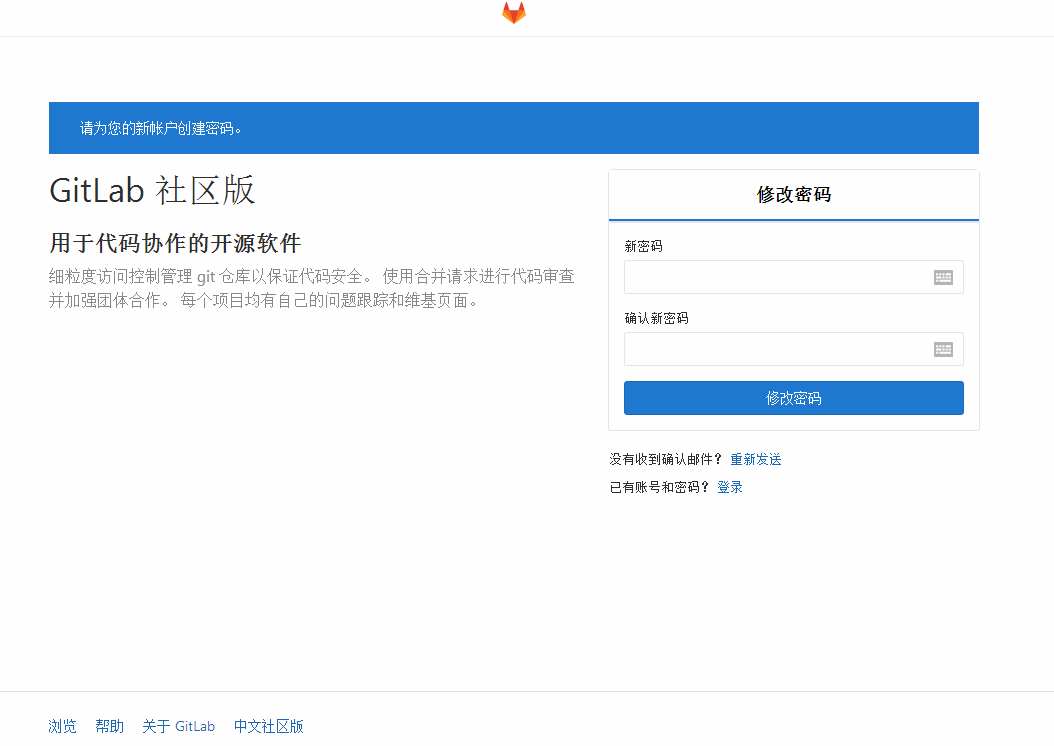 请为您的新帐户创建密码。
GitLab 社区版
用于代码协作的开源软件
细粒度访问控制管理 git 仓库以保证代码安全。 使用合并请求进行代码审查
并加强团体合作。 每个项目均有自己的问题跟踪和维基页面。
修改密码
新密码
确认新密码
修改密码
没有收到确认邮件？ 重新发送
已有账号和密码？ 登录
浏览 帮助 关于 GitLab 中文社区版